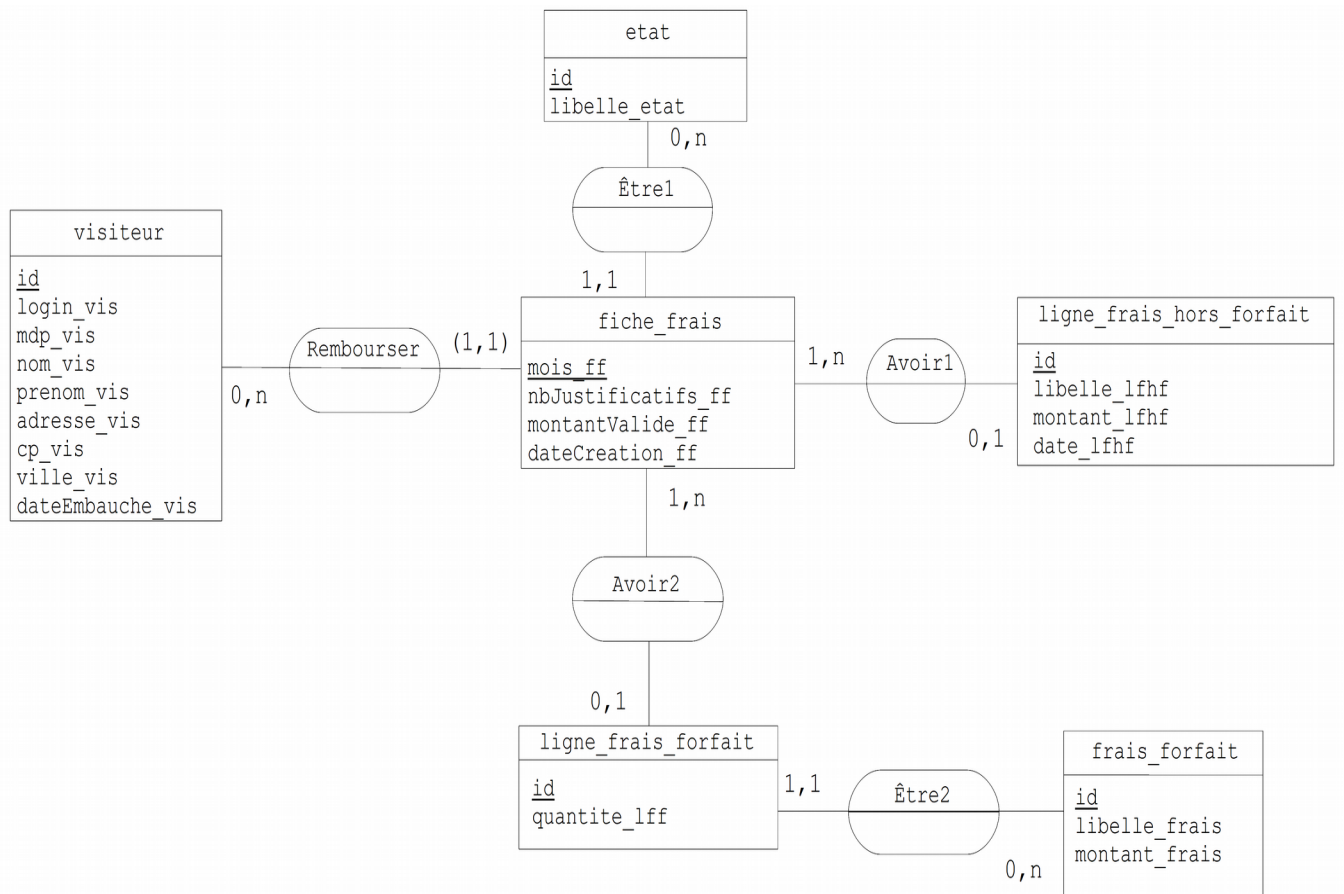 etat
id
libelle_etat
0,n
Être1
1,1
visiteur
id
login_vis
mdp_vis
nom_vis
prenom_vis
adresse_vis
cp_vis
ville_vis
dateEmbauche_vis
0,n
Rembourser
(1,1)
fiche_frais
mois_ff
nbJustificatifs_ff
montantValide_ff
dateCreation_ff
1,n
Avoir1
0,1
ligne_frais_hors_forfait
id
libelle_lfhf
montant_lfhf
date_lfhf
1,n
Avoir2
0,1
ligne_frais_forfait
id
quantite_lff
1,1
Être2
0,n
frais_forfait
id
libelle_frais
montant_frais